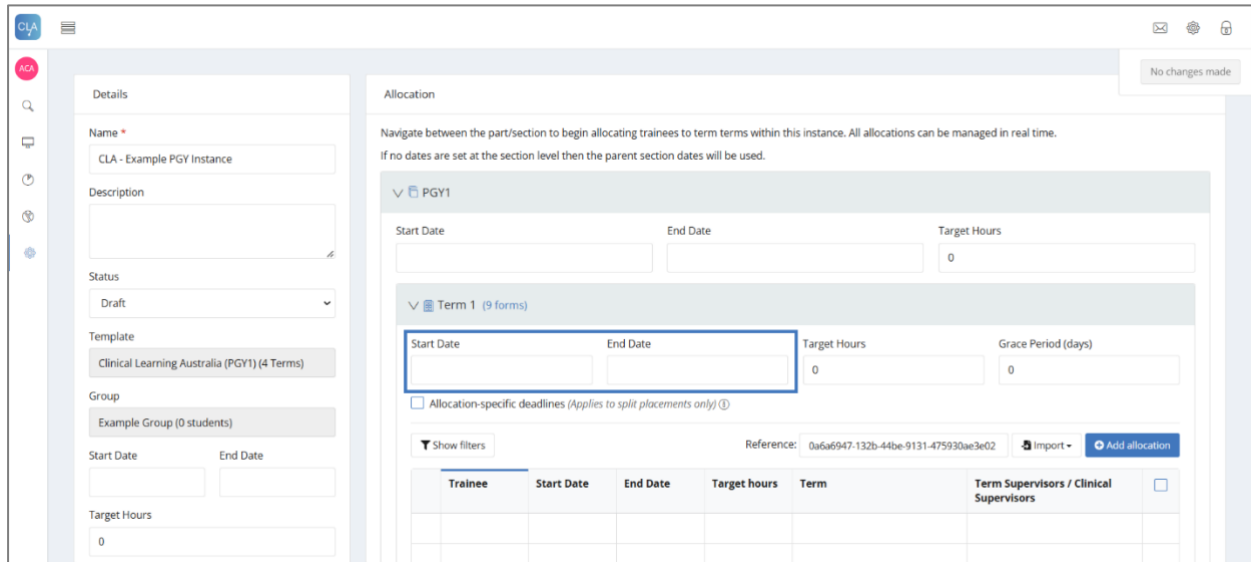 CLA
ACA
No changes made
Details
Name *
CLA - Example PGY Instance
Description
Status
Draft
Template
Clinical Learning Australia (PGY1) (4 Terms)
Group
Example Group (0 students)
Start Date End Date
Target Hours
0
Allocation
Navigate between the part/section to begin allocating trainees to term terms within this instance. All allocations can be managed in real time.
If no dates are set at the section level then the parent section dates will be used.
PGY1
Start Date End Date Target Hours
0
Term 1 (9 forms)
Start Date End Date Target Hours Grace Period (days)
0 0
Allocation-specific deadlines (Applies to split placements only)
Show filters Reference: 0a6a6947-132b-44be-9131-475930ae3e02 Import Add allocation
Trainee Start Date End Date Target hours Term Term Supervisors / Clinical
Supervisors